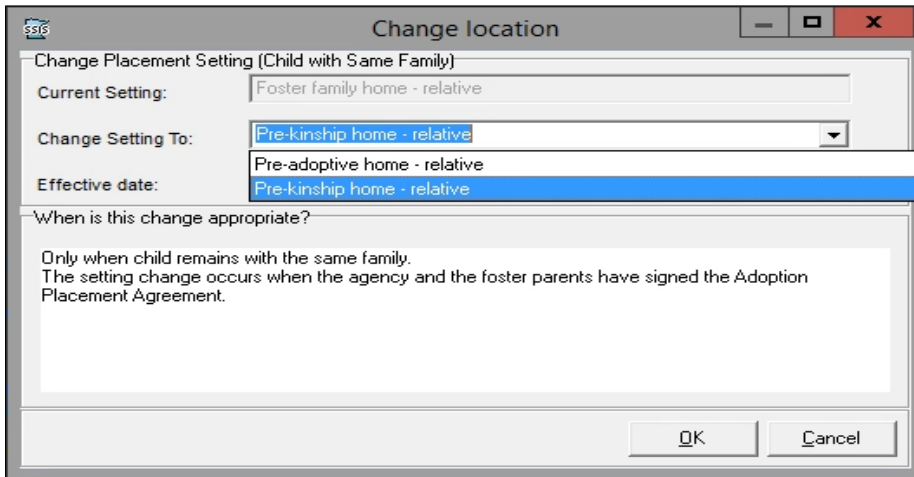 ssis
Change location
Change Placement Setting (Child with Same Family)
Current Setting:
Foster family home - relative
Change Setting To:
Pre-kinship home - relative
Pre-adoptive home - relative
Effective date:
Pre-kinship home - relative
When is this change appropriate?
Only when child remains with the same family.
The setting change occurs when the agency and the foster parents have signed the Adoption
Placement Agreement.
OK
Cancel